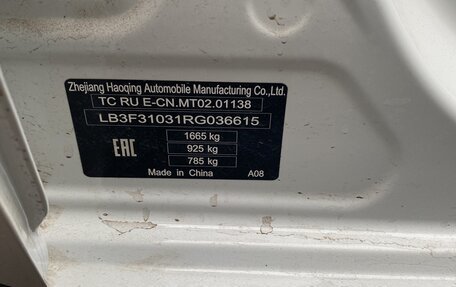 Zhejiang Haoqing Automobile Manufacturing Co.,Ltd.
TC RU E-CN.MT02.01138
LB3F31031RG036615
1665 kg
EAC 925 kg
785 kg
Made in China A08